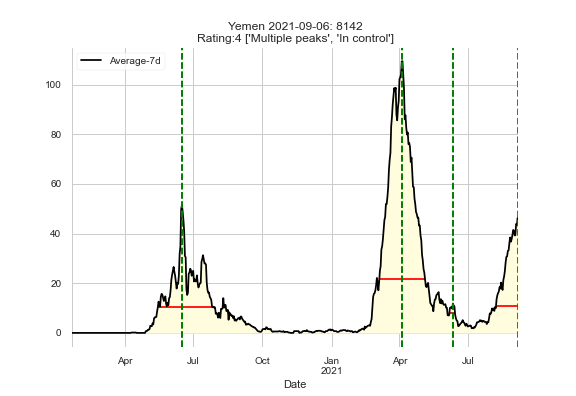 Yemen 2021-09-06: 8142
Rating:4 ['Multiple peaks', 'In control']
Average-7d
100
80
60
40
20
0
Apr
Jul
Oct
Jan
2021
Apr
Jul
Date